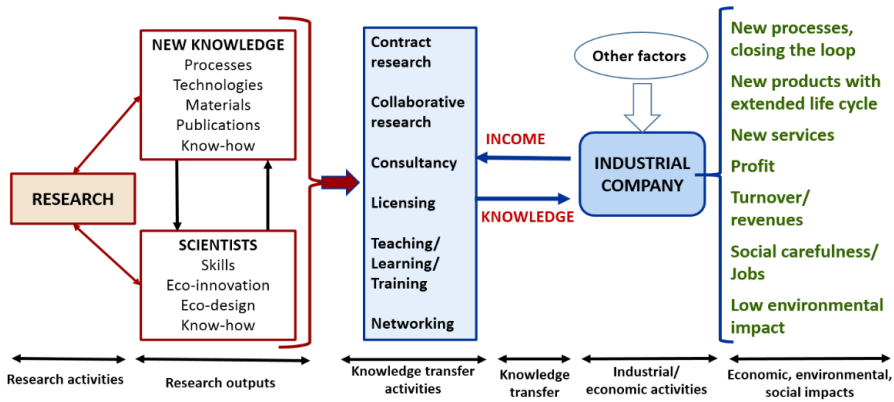 RESEARCH
NEW KNOWLEDGE
Processes
Technologies
Materials
Publications
Know-how
SCIENTISTS
Skills
Eco-innovation
Eco-design
Know-how
Contract
research
Collaborative
research
Consultancy
Licensing
Teaching/
Learning/
Training
Networking
INCOME
KNOWLEDGE
Other factors
INDUSTRIAL
COMPANY
New processes,
closing the loop
New products with
extended life cycle
New services
Profit
Turnover/
revenues
Social carefulness/
Jobs
Low environmental
impact
Research activities
Research outputs
Knowledge transfer
activities
Knowledge
transfer
Industrial/
economic activities
Economic, environmental,
social impacts